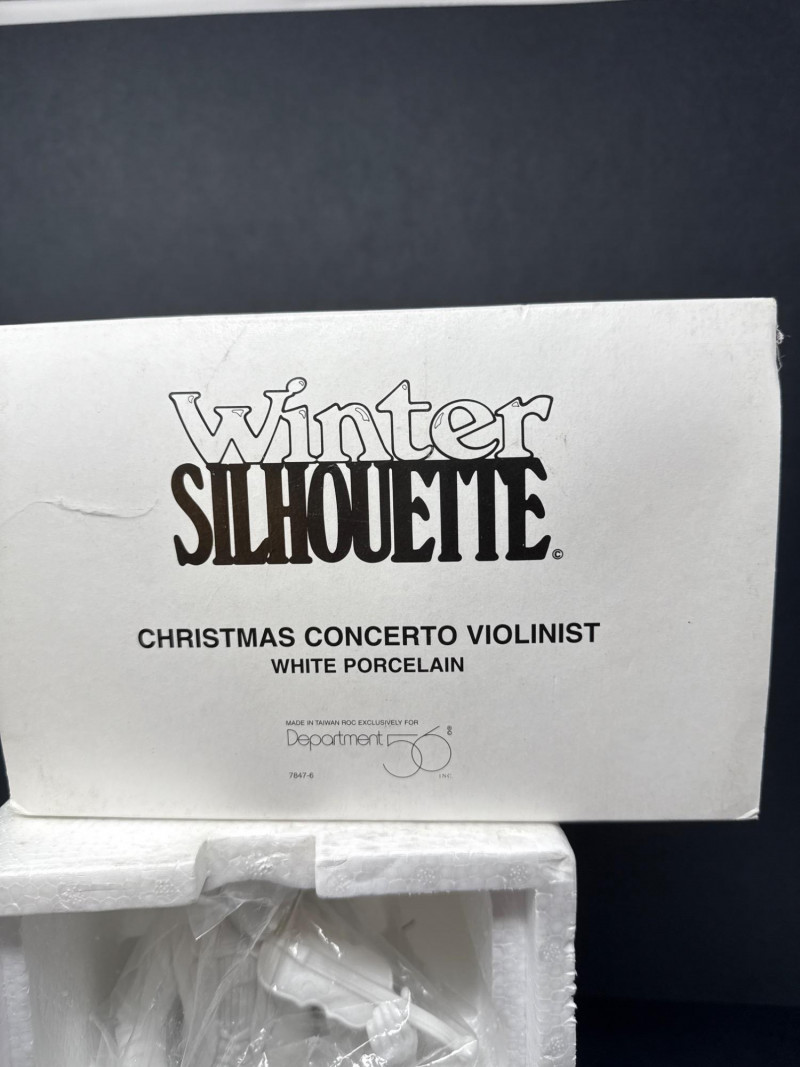 Winter
SILHOUETTE©
CHRISTMAS CONCERTO VIOLINIST
WHITE PORCELAIN
MADE IN TAIWAN ROC EXCLUSIVELY FOR
Department 56®
7847-6
INC.